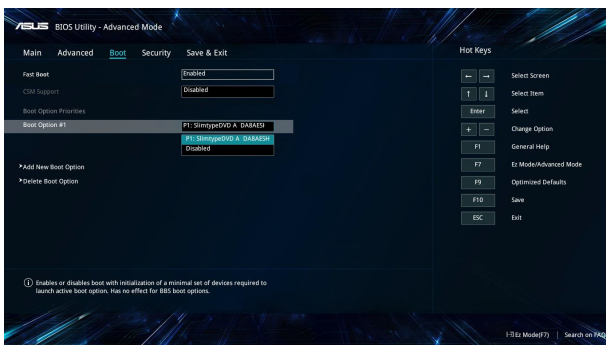 ASUS BIOS Utility - Advanced Mode
Main Advanced Boot Security Save & Exit
Hot Keys
Fast Boot Enabled
CSM Support Disabled
Boot Option Priorities
Boot Option #1 P1: SlimtypeDVD A DA8AESH
P1: SlimtypeDVD A DA8AESH
Disabled
Add New Boot Option
Delete Boot Option
← → Select Screen
↑ ↓ Select Item
Enter Select
+ − Change Option
F1 General Help
F7 Ez Mode/Advanced Mode
F9 Optimized Defaults
F10 Save
ESC Exit
Enables or disables boot with initialization of a minimal set of devices required to
launch active boot option. Has no effect for BBS boot options.
Ez Mode(F7) | Search on FAQ